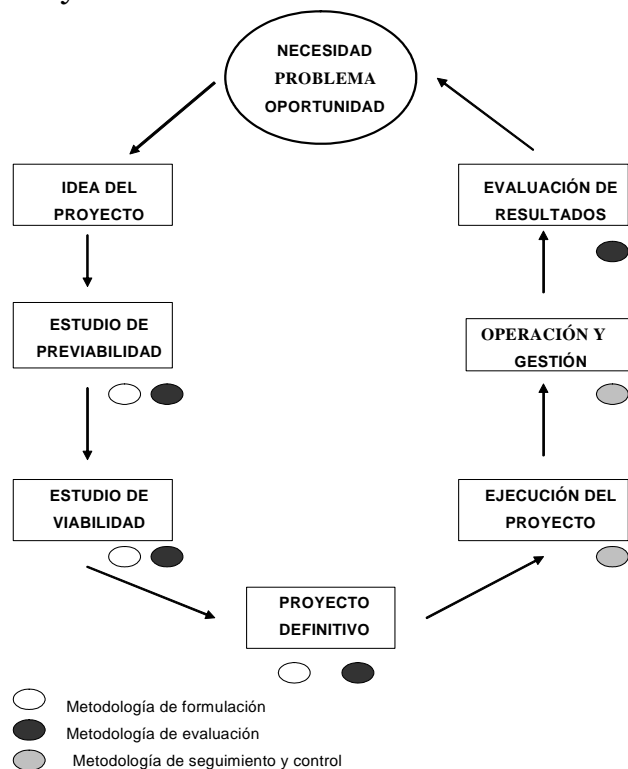 NECESIDAD
PROBLEMA
OPORTUNIDAD
IDEA DEL
PROYECTO
EVALUACIÓN DE
RESULTADOS
ESTUDIO DE
PREVIABILIDAD
OPERACIÓN Y
GESTIÓN
ESTUDIO DE
VIABILIDAD
EJECUCIÓN DEL
PROYECTO
PROYECTO
DEFINITIVO
Metodología de formulación
Metodología de evaluación
Metodología de seguimiento y control